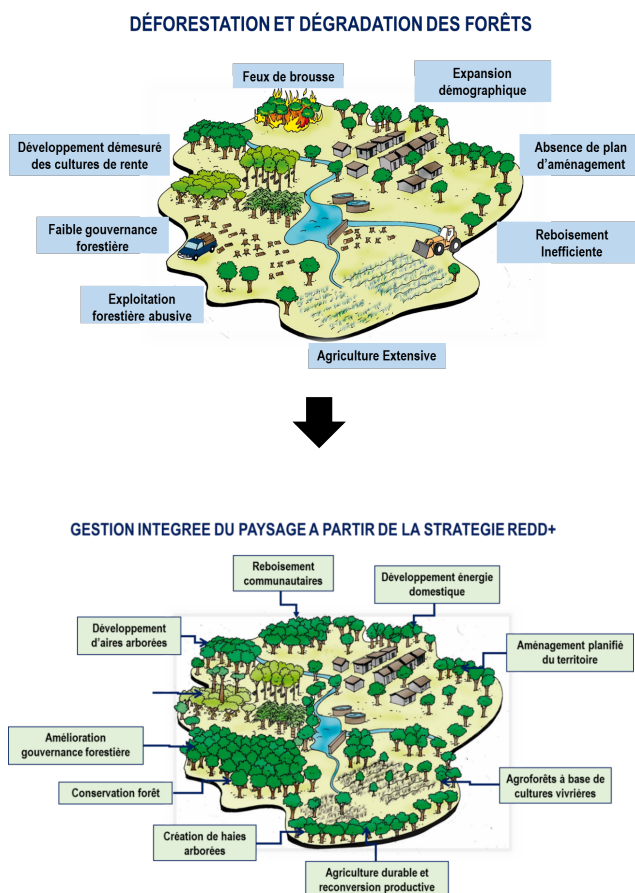 DÉFORESTATION ET DÉGRADATION DES FORÊTS
Feux de brousse
Expansion
démographique
Développement démesuré
des cultures de rente
Absence de plan
d'aménagement
Faible gouvernance
forestière
Reboisement
Inefficiente
Exploitation
forestière abusive
Agriculture Extensive
GESTION INTEGREE DU PAYSAGE A PARTIR DE LA STRATEGIE REDD+
Reboisement
communautaires
Développement énergie
domestique
Développement
d'aires arborées
Aménagement planifié
du territoire
Amélioration
gouvernance forestière
Conservation forêt
Agroforêts à base de
cultures vivrières
Création de haies
arborées
Agriculture durable et
reconversion productive